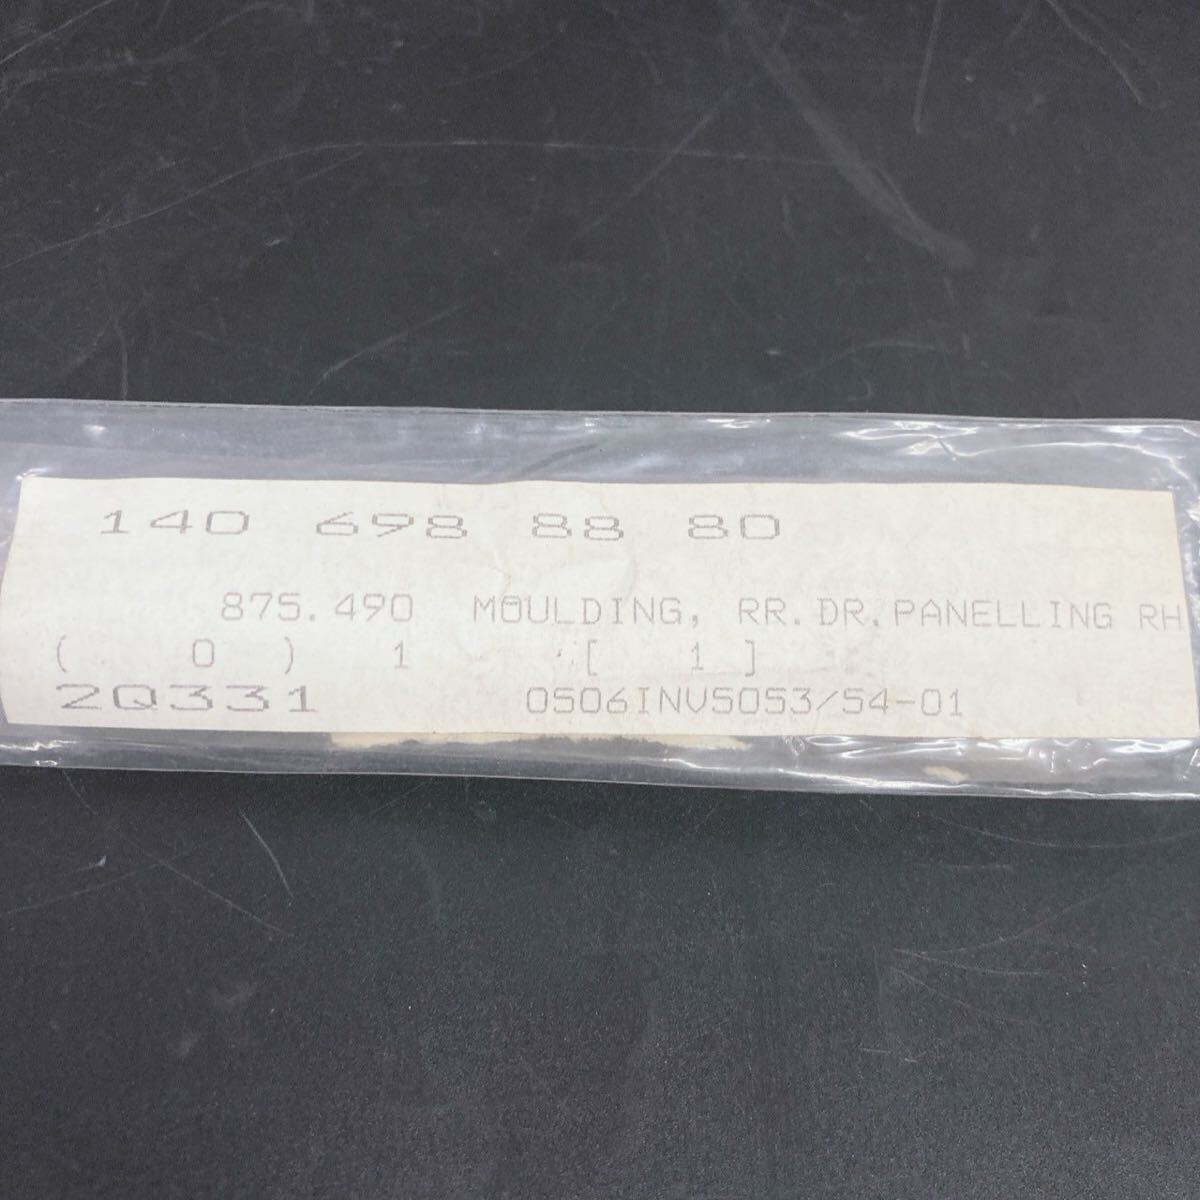 140 698 88 80
875.490 MOULDING, RR.DR.PANELLING RH
( 0 ) 1 [ 1 ]
2Q331 0506INV5053/54-01